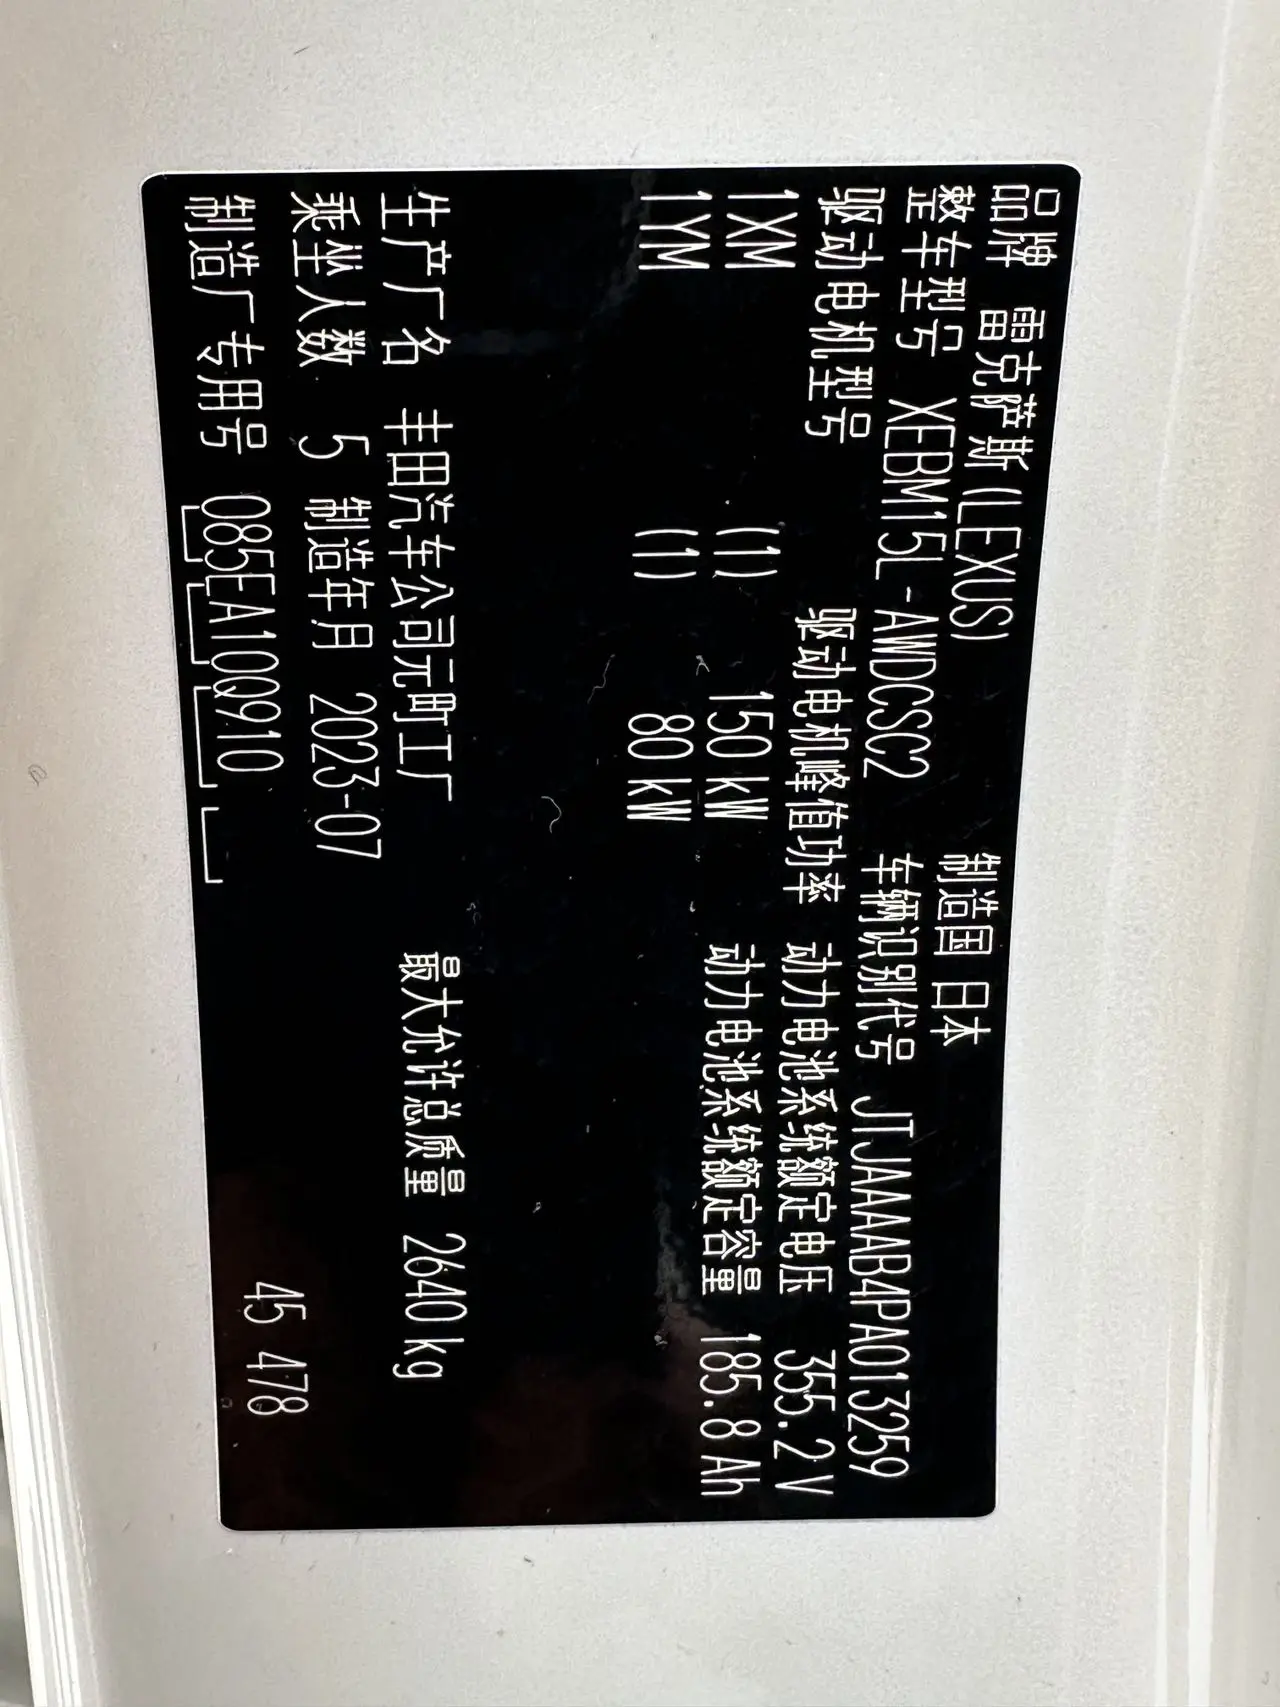 品牌 雷克萨斯(LEXUS) 制造国 日本
整车型号 XEBM15L-AWDCSC2 车辆识别代号 JTJAAAAB4PA013259
驱动电机型号 驱动电机峰值功率 动力电池系统额定电压 355.2 V
1XM (1) 150 kW 动力电池系统额定容量 185.8 Ah
1YM (1) 80 kW
生产厂名 丰田汽车公司元町工厂 最大允许总质量 2640 kg
乘坐人数 5 制造年月 2023-07
制造厂专用号 085EA10Q910 45 478